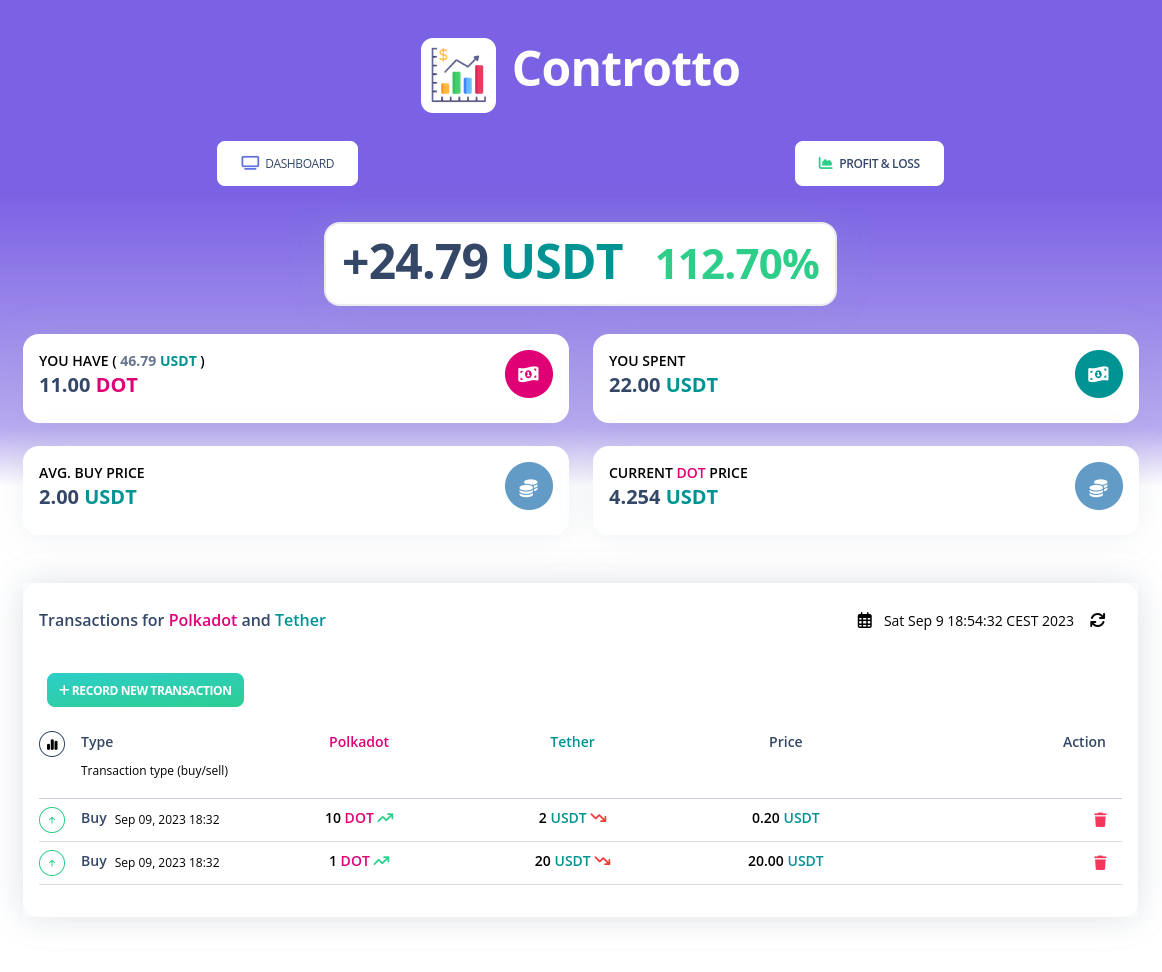 Controtto
DASHBOARD
PROFIT & LOSS
+24.79 USDT 112.70%
YOU HAVE ( 46.79 USDT )
11.00 DOT
YOU SPENT
22.00 USDT
AVG. BUY PRICE
2.00 USDT
CURRENT DOT PRICE
4.254 USDT
Transactions for Polkadot and Tether
Sat Sep 9 18:54:32 CEST 2023
+ RECORD NEW TRANSACTION
Type Polkadot Tether Price Action
Transaction type (buy/sell)
Buy Sep 09, 2023 18:32 10 DOT 2 USDT 0.20 USDT
Buy Sep 09, 2023 18:32 1 DOT 20 USDT 20.00 USDT